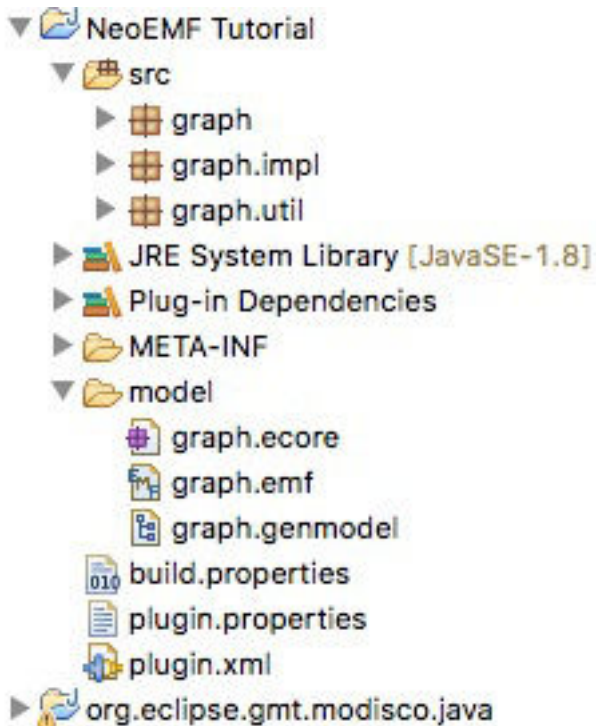 NeoEMF Tutorial
src
graph
graph.impl
graph.util
JRE System Library [JavaSE-1.8]
Plug-in Dependencies
META-INF
model
graph.ecore
graph.emf
graph.genmodel
010 build.properties
plugin.properties
plugin.xml
org.eclipse.gmt.modisco.java